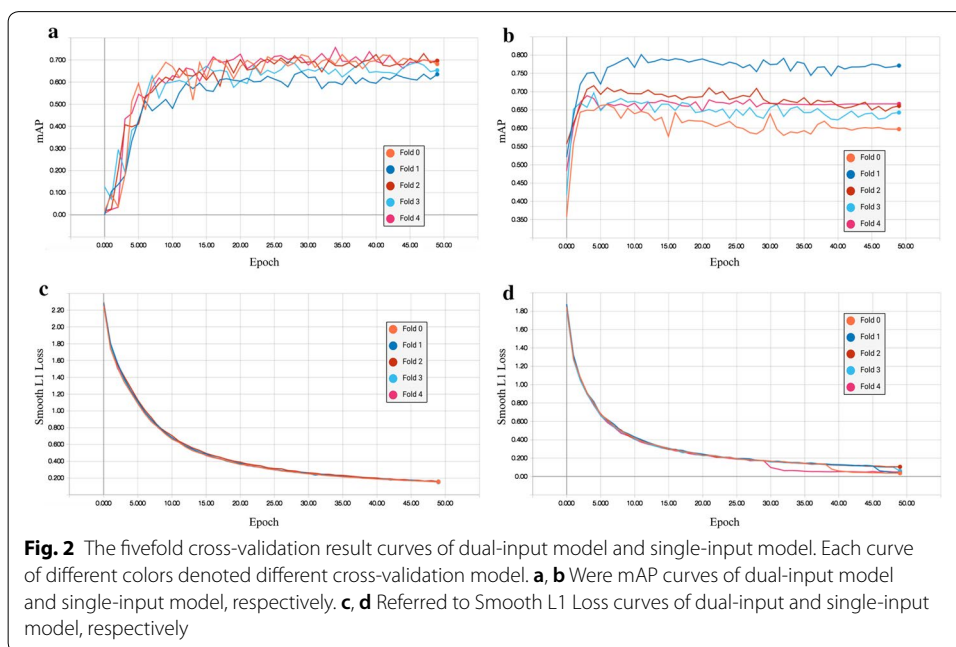 a
0.700
0.600
0.500
0.400
0.300
0.200
0.100
0.00
mAP
Fold 0
Fold 1
Fold 2
Fold 3
Fold 4
0.000 5.000 10.00 15.00 20.00 25.00 30.00 35.00 40.00 45.00 50.00
Epoch
b
0.800
0.750
0.700
0.650
0.600
0.550
0.500
0.450
0.400
0.350
mAP
Fold 0
Fold 1
Fold 2
Fold 3
Fold 4
0.000 5.000 10.00 15.00 20.00 25.00 30.00 35.00 40.00 45.00 50.00
Epoch
c
2.20
2.00
1.80
1.60
1.40
1.20
1.00
0.800
0.600
0.400
0.200
Smooth L1 Loss
Fold 0
Fold 1
Fold 2
Fold 3
Fold 4
0.000 5.000 10.00 15.00 20.00 25.00 30.00 35.00 40.00 45.00 50.00
Epoch
d
1.80
1.60
1.40
1.20
1.00
0.800
0.600
0.400
0.200
0.00
Smooth L1 Loss
Fold 0
Fold 1
Fold 2
Fold 3
Fold 4
0.000 5.000 10.00 15.00 20.00 25.00 30.00 35.00 40.00 45.00 50.00
Epoch
Fig. 2 The fivefold cross-validation result curves of dual-input model and single-input model. Each curve
of different colors denoted different cross-validation model. a, b Were mAP curves of dual-input model
and single-input model, respectively. c, d Referred to Smooth L1 Loss curves of dual-input and single-input
model, respectively